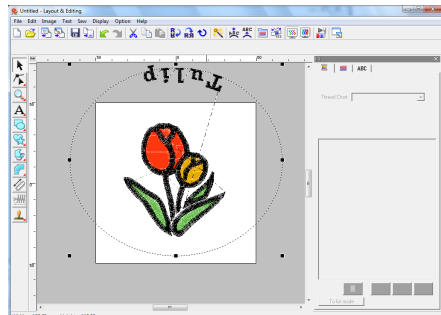 Untitled - Layout & Editing
File Edit Image Text Sew Display Option Help
ABC
Thread Chart
Tulip
A
To list mode